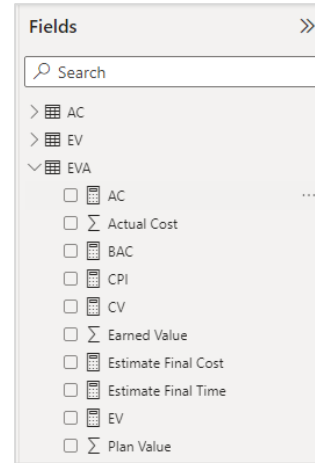 Fields
Search
AC
EV
EVA
AC
Actual Cost
BAC
CPI
CV
Earned Value
Estimate Final Cost
Estimate Final Time
EV
Plan Value